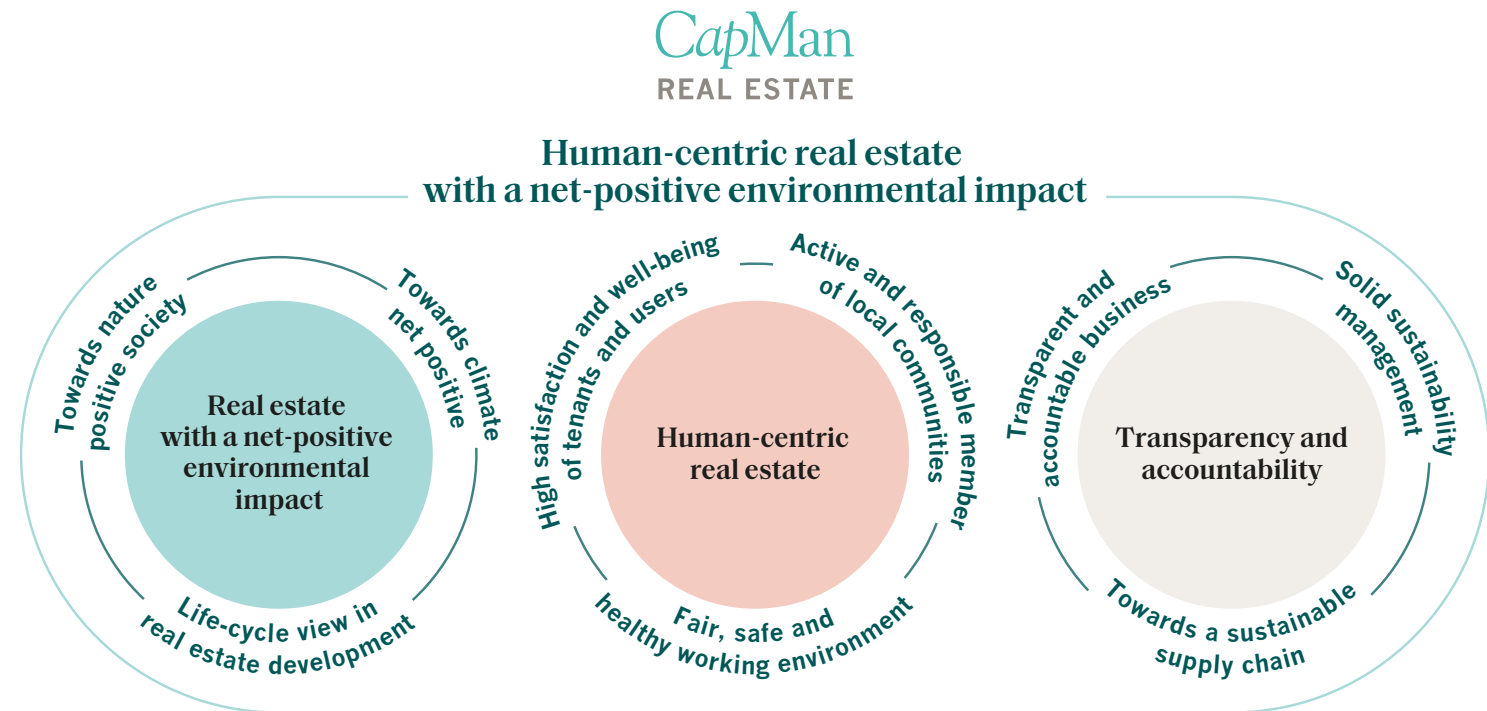 CapMan
REAL ESTATE
Human-centric real estate
with a net-positive environmental impact
Towards nature
positive society
Towards climate
net positive
Real estate
with a net-positive
environmental
impact
Life-cycle view in
real estate development
High satisfaction and well-being
of tenants and users
Active and responsible member
of local communities
Human-centric
real estate
Fair, safe and
healthy working environment
Transparent and
accountable business
Solid sustainability
management
Transparency and
accountability
Towards a sustainable
supply chain